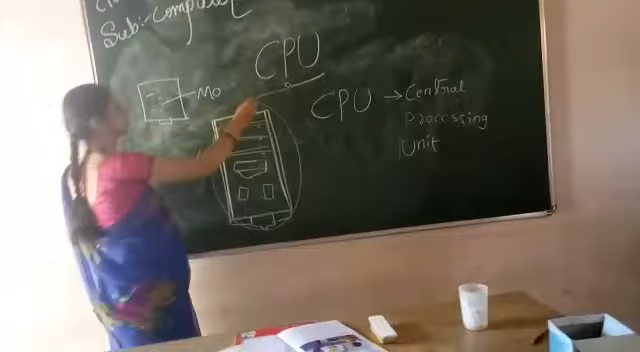 Sub:-Computer
CPU
Mo
CPU → Central
Processing
Unit